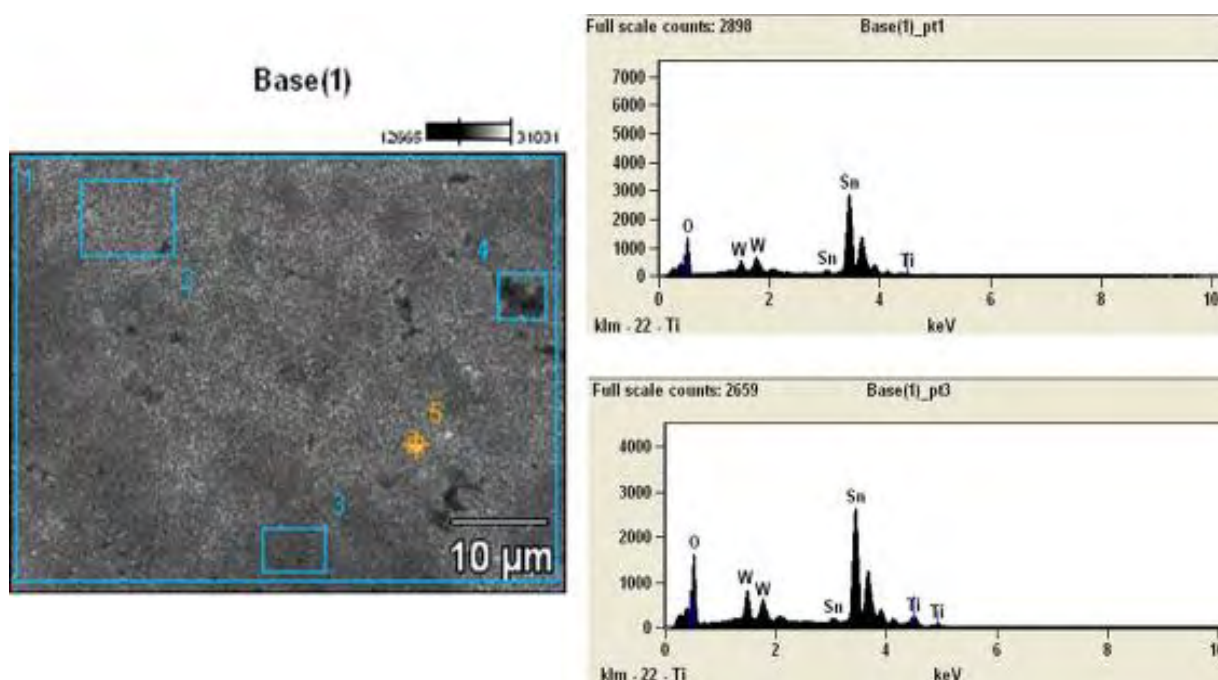 Base(1)
12665 31031
1
2
3
4
5
10 µm
Full scale counts: 2898 Base(1)_pt1
7000
6000
5000
4000
3000
2000
1000
0
O W W Sn Sn Ti
0 2 4 6 8 10
klm - 22 - Ti keV
Full scale counts: 2659 Base(1)_pt3
4000
3000
2000
1000
0
O W W Sn Sn Ti Ti
0 2 4 6 8 10
klm - 22 - Ti keV